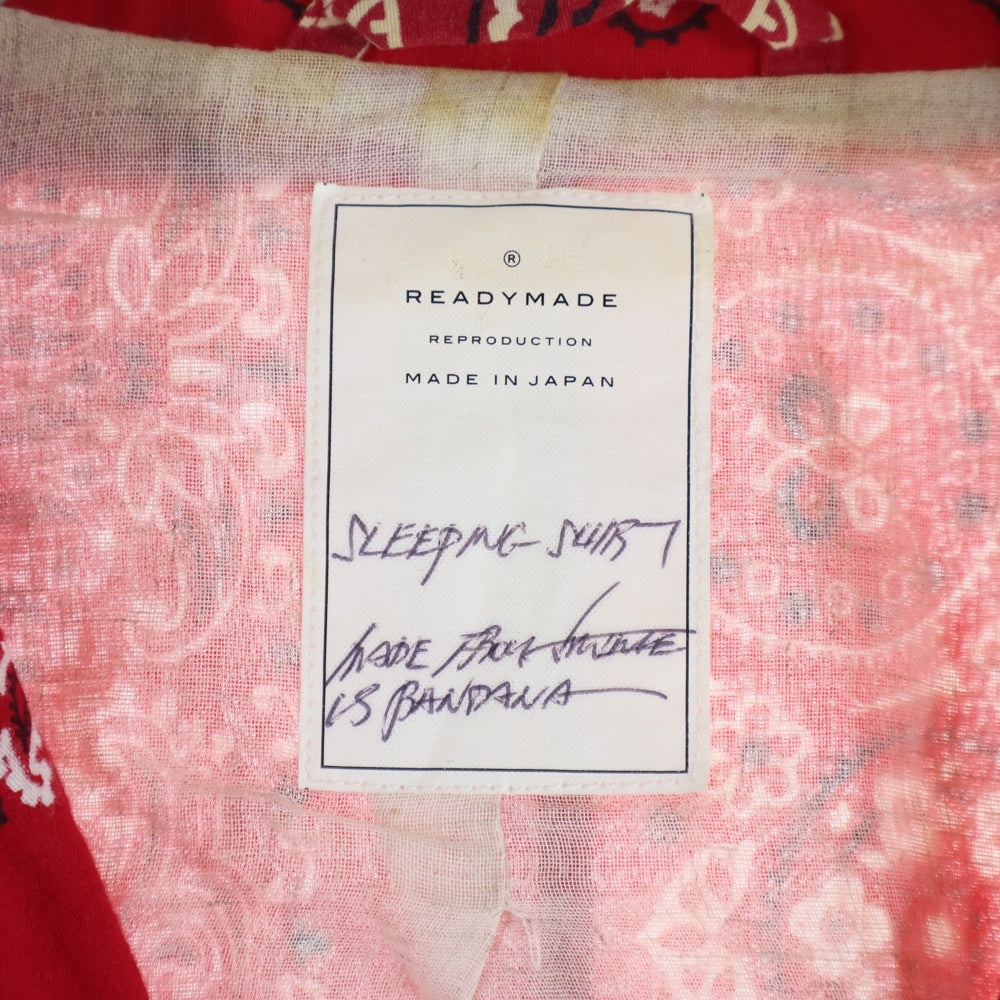 ®
READYMADE
REPRODUCTION
MADE IN JAPAN
SLEEPING SHIRT
MADE FROM VINTAGE
US BANDANA